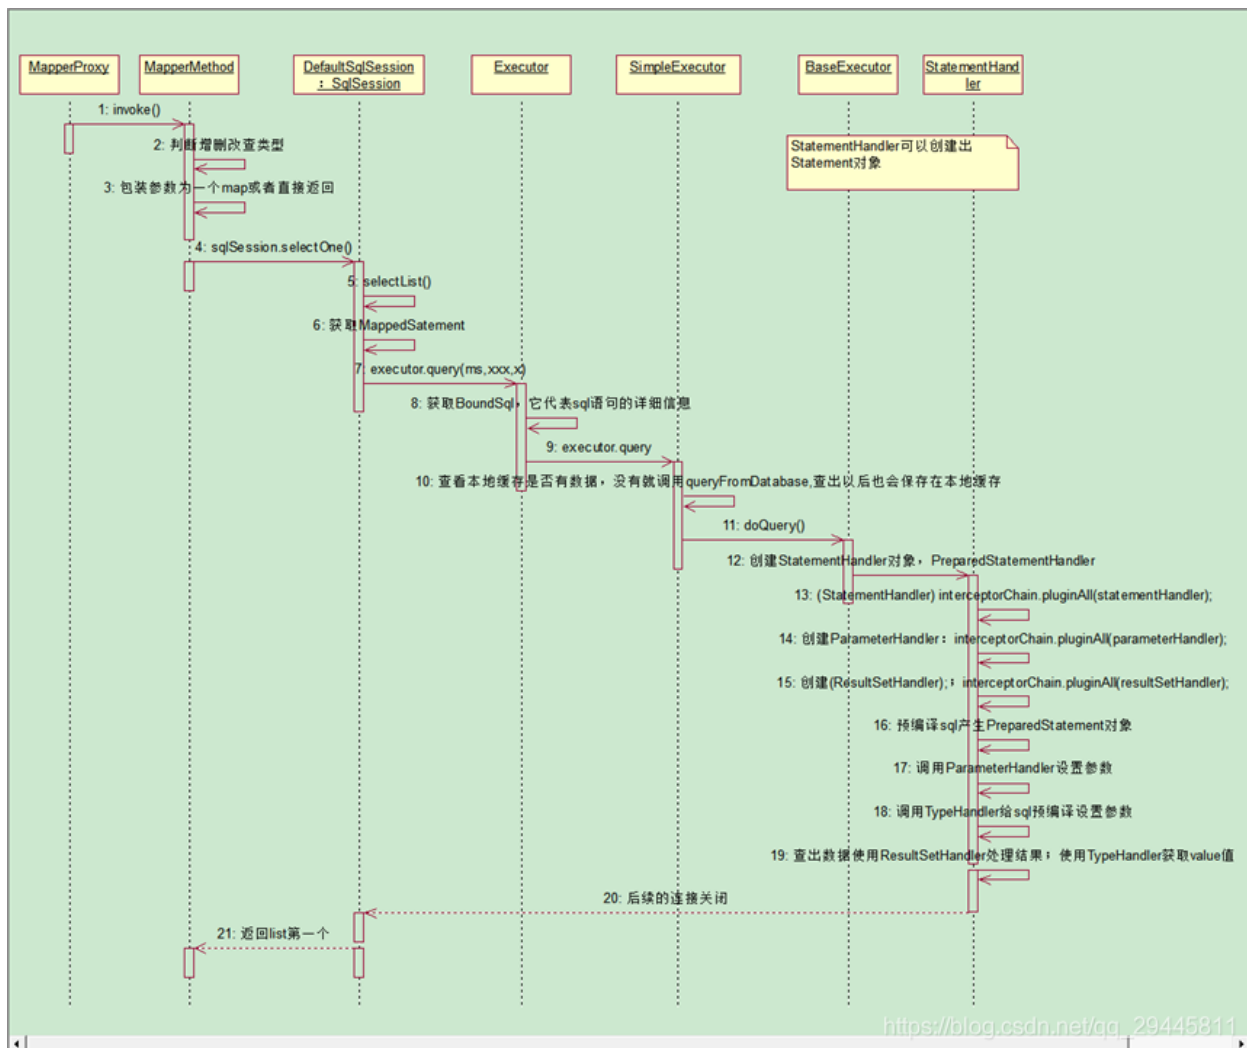 MapperProxy
MapperMethod
DefaultSqlSession
: SqlSession
Executor
SimpleExecutor
BaseExecutor
StatementHand
ler
1: invoke()
StatementHandler可以创建出
Statement对象
2: 判断增删改查类型
3: 包装参数为一个map或者直接返回
4: sqlSession.selectOne()
5: selectList()
6: 获取MappedSatement
7: executor.query(ms,xxx,x)
8: 获取BoundSql，它代表sql语句的详细信息
9: executor.query
10: 查看本地缓存是否有数据，没有就调用queryFromDatabase,查出以后也会保存在本地缓存
11: doQuery()
12: 创建StatementHandler对象，PreparedStatementHandler
13: (StatementHandler) interceptorChain.pluginAll(statementHandler);
14: 创建ParameterHandler：interceptorChain.pluginAll(parameterHandler);
15: 创建(ResultSetHandler);；interceptorChain.pluginAll(resultSetHandler);
16: 预编译sql产生PreparedStatement对象
17: 调用ParameterHandler设置参数
18: 调用TypeHandler给sql预编译设置参数
19: 查出数据使用ResultSetHandler处理结果；使用TypeHandler获取value值
20: 后续的连接关闭
21: 返回list第一个
https://blog.csdn.net/qq_29445811